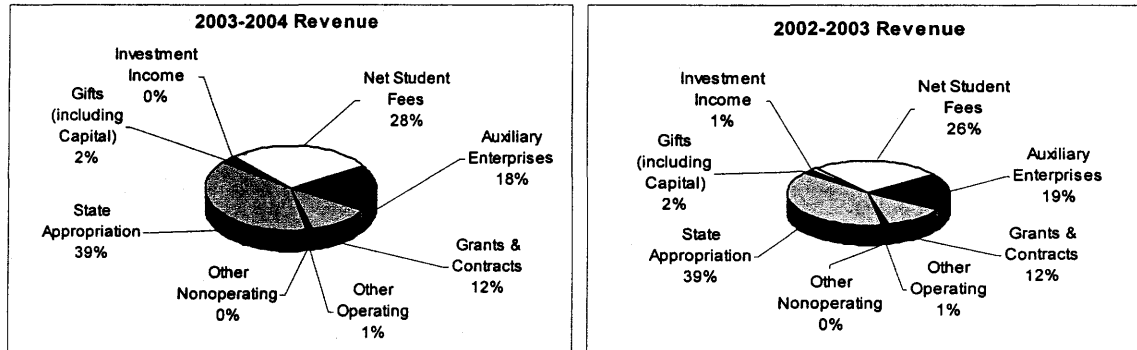 2003-2004 Revenue
Investment
Income
0%
Net Student
Fees
28%
Gifts
(including
Capital)
2%
Auxiliary
Enterprises
18%
State
Appropriation
39%
Grants &
Contracts
12%
Other
Nonoperating
0%
Other
Operating
1%
2002-2003 Revenue
Investment
Income
1%
Net Student
Fees
26%
Gifts
(including
Capital)
2%
Auxiliary
Enterprises
19%
State
Appropriation
39%
Grants &
Contracts
12%
Other
Nonoperating
0%
Other
Operating
1%